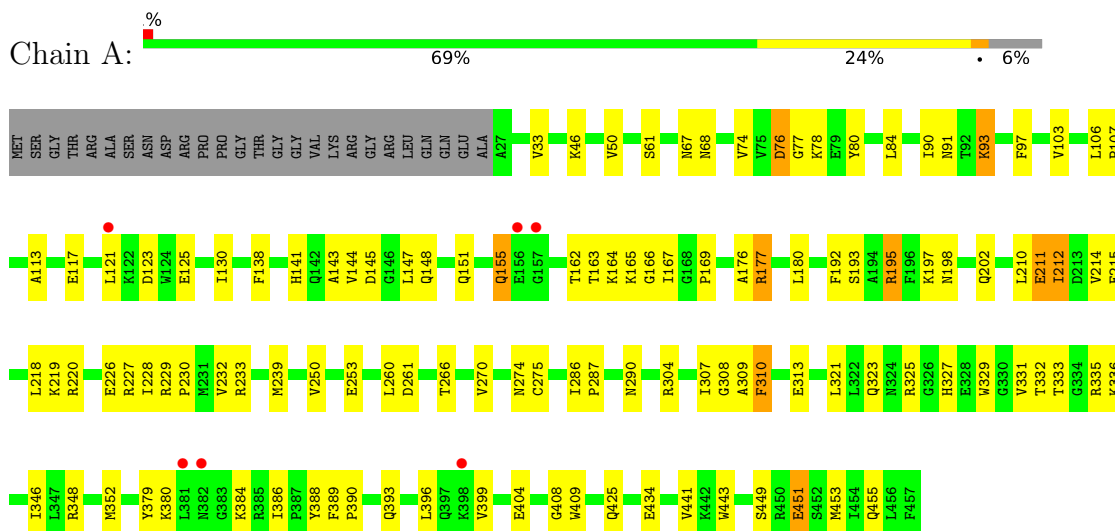 %
Chain A:
69% 24% • 6%
MET SER GLY THR ARG ALA SER ASN ASP ARG PRO PRO GLY THR GLY GLY VAL LYS ARG GLY ARG LEU GLN GLN GLU ALA A27 V33 K46 V50 S61 N67 N68 V74 V75 D76 G77 K78 E79 Y80 L84 I90 N91 T92 K93 F97 V103 L106
A113 E117 L121 K122 D123 W124 E125 I130 F138 H141 Q142 A143 V144 D145 G146 L147 Q148 Q151 Q155 E156 G157 T162 T163 K164 K165 G166 I167 G168 P169 A176 R177 L180 F192 S193 A194 R195 F196 K197 N198 Q202 L210 E211 I212 D213 V214
L218 K219 R220 E226 R227 I228 R229 P230 M231 V232 R233 M239 V250 E253 L260 D261 T266 V270 N274 C275 I286 P287 N290 R304 I307 G308 A309 F310 E313 L321 L322 Q323 N324 R325 G326 H327 E328 W329 G330 V331 T332 T333 G334 R335 K336
I346 L347 R348 M352 Y379 K380 L381 N382 G383 K384 R385 I386 P387 Y388 F389 P390 Q393 L396 Q397 K398 V399 E404 G408 W409 Q425 E434 V441 K442 W443 S449 R450 E451 S452 M453 I454 Q455 L456 F457